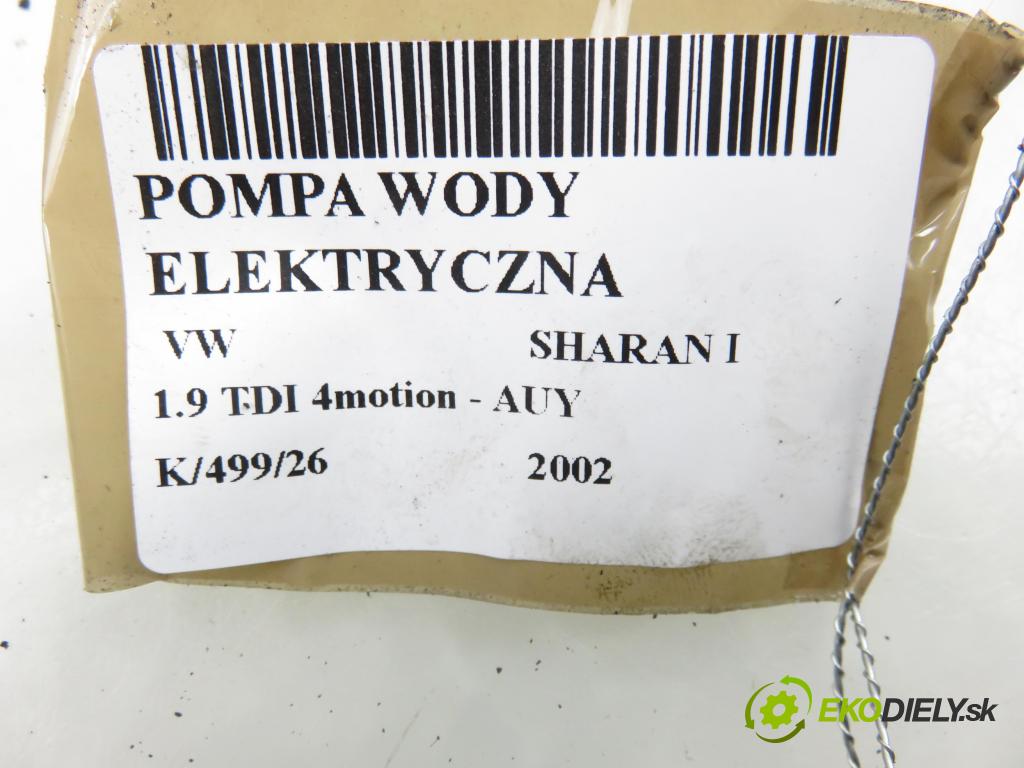 POMPA WODY
ELEKTRYCZNA
VW SHARAN I
1.9 TDI 4motion - AUY
K/499/26 2002
EKODIELY.sk